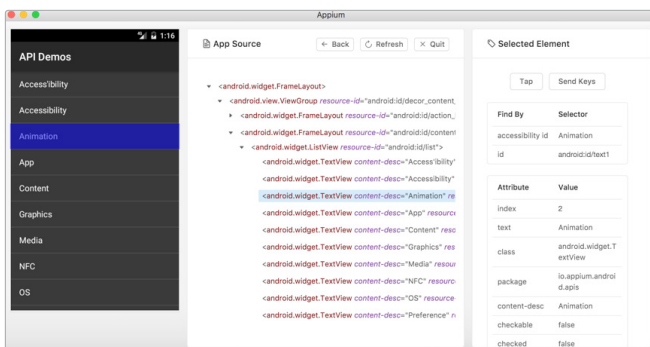 Appium
1:16
API Demos
Access'ibility
Accessibility
Animation
App
Content
Graphics
Media
NFC
OS
App Source
← Back
Refresh
× Quit
<android.widget.FrameLayout>
<android.view.ViewGroup resource-id="android:id/decor_content_
<android.widget.FrameLayout resource-id="android:id/action_
<android.widget.FrameLayout resource-id="android:id/content
<android.widget.ListView resource-id="android:id/list">
<android.widget.TextView content-desc="Access'ibility"
<android.widget.TextView content-desc="Accessibility"
<android.widget.TextView content-desc="Animation" re
<android.widget.TextView content-desc="App" resource
<android.widget.TextView content-desc="Content" reso
<android.widget.TextView content-desc="Graphics" res
<android.widget.TextView content-desc="Media" resour
<android.widget.TextView content-desc="NFC" resourc
<android.widget.TextView content-desc="OS" resource-
<android.widget.TextView content-desc="Preference" r
Selected Element
Tap
Send Keys
Find By Selector
accessibility id Animation
id android:id/text1
Attribute Value
index 2
text Animation
class android.widget.T
extView
package io.appium.androi
d.apis
content-desc Animation
checkable false
checked false